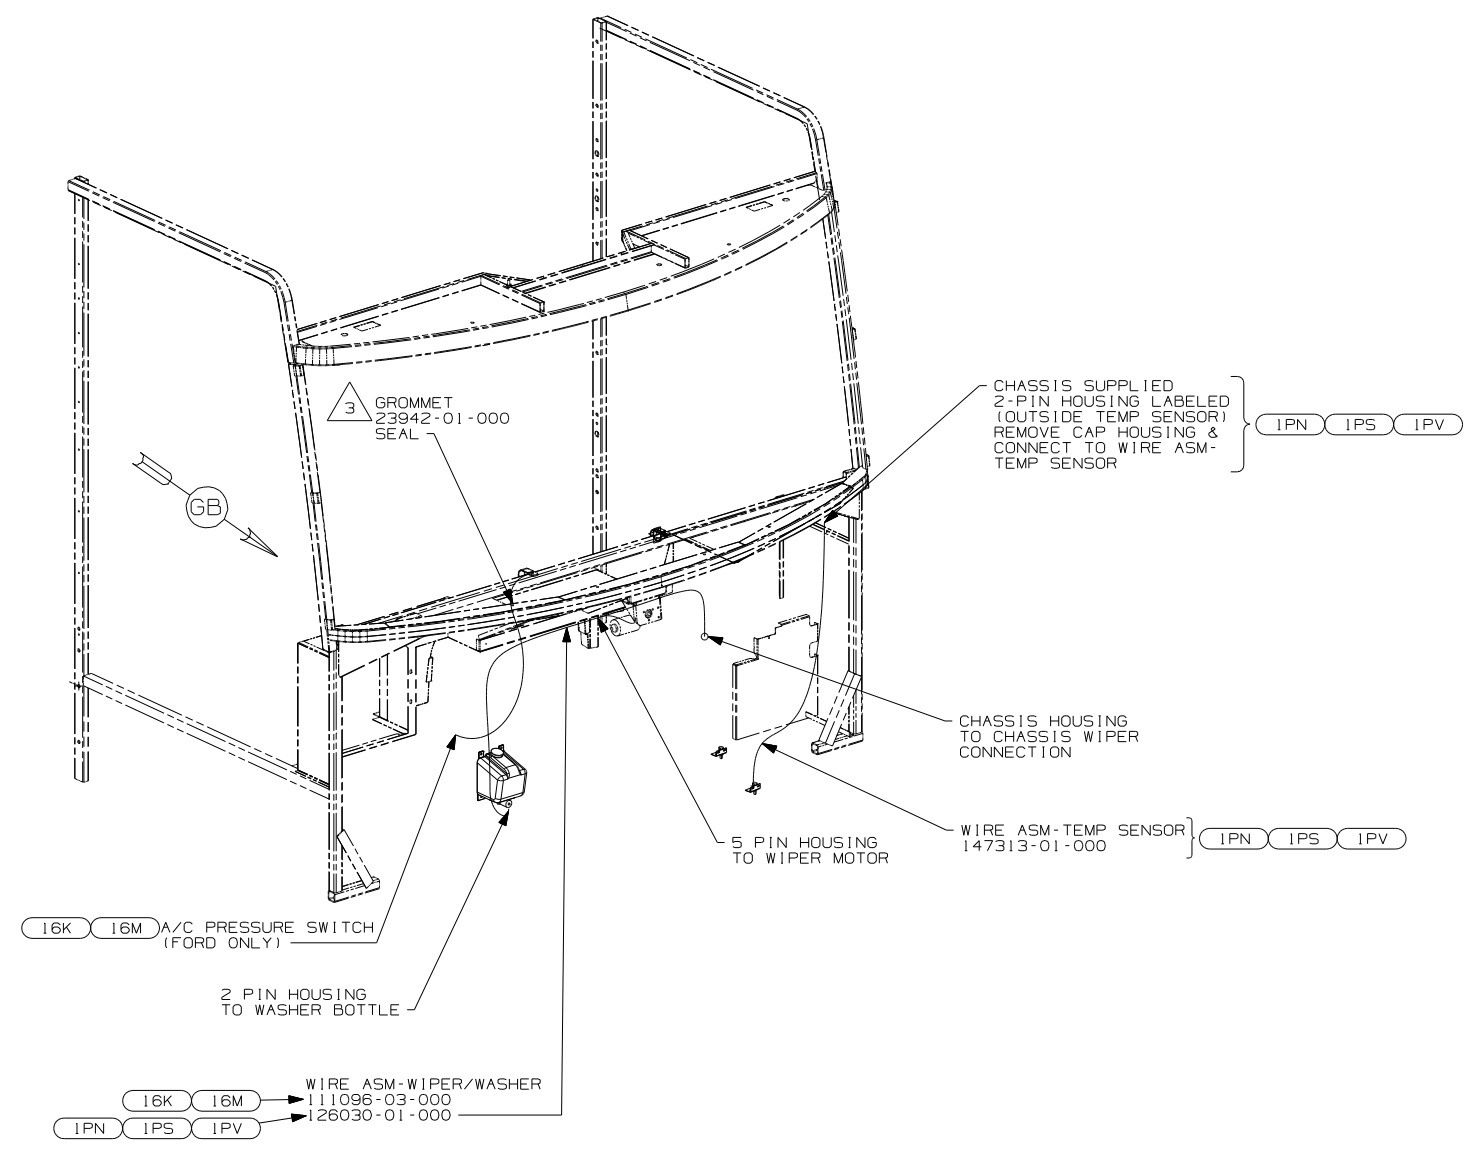 3
GROMMET
23942-01-000
SEAL
GB
CHASSIS SUPPLIED
2-PIN HOUSING LABELED
(OUTSIDE TEMP SENSOR)
REMOVE CAP HOUSING &
CONNECT TO WIRE ASM-
TEMP SENSOR
1PN 1PS 1PV
CHASSIS HOUSING
TO CHASSIS WIPER
CONNECTION
WIRE ASM-TEMP SENSOR
147313-01-000
1PN 1PS 1PV
5 PIN HOUSING
TO WIPER MOTOR
16K 16M A/C PRESSURE SWITCH
(FORD ONLY)
2 PIN HOUSING
TO WASHER BOTTLE
WIRE ASM-WIPER/WASHER
16K 16M 111096-03-000
1PN 1PS 1PV 126030-01-000